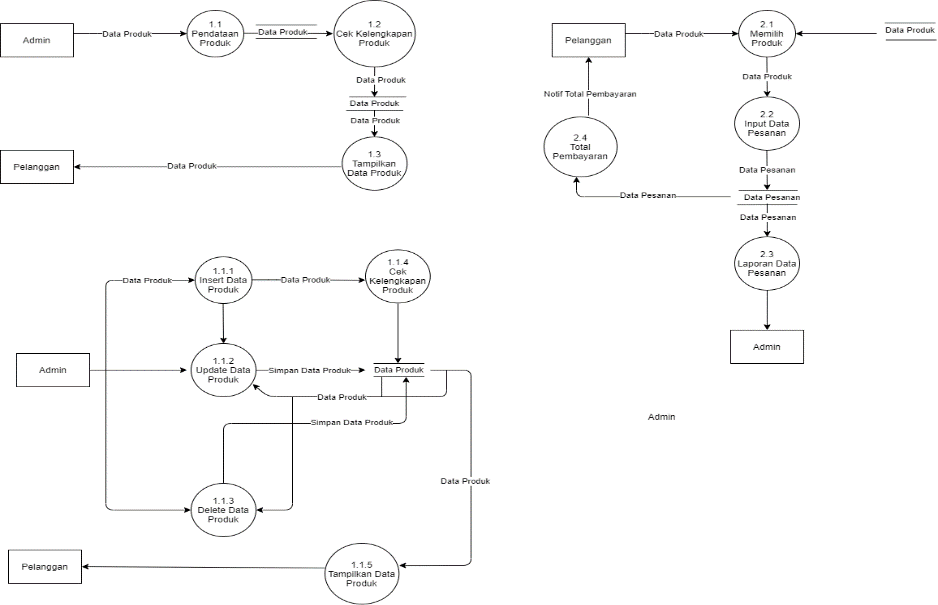 Admin
Data Produk
1.1
Pendataan
Produk
Data Produk
1.2
Cek Kelengkapan
Produk
Data Produk
Data Produk
Data Produk
1.3
Tampilkan
Data Produk
Data Produk
Pelanggan
Pelanggan
Data Produk
2.1
Memilih
Produk
Data Produk
Data Produk
2.2
Input Data
Pesanan
Data Pesanan
Data Pesanan
Data Pesanan
Data Pesanan
2.4
Total
Pembayaran
Notif Total Pembayaran
2.3
Laporan Data
Pesanan
Admin
Admin
Admin
Data Produk
1.1.1
Insert Data
Produk
Data Produk
1.1.4
Cek
Kelengkapan
Produk
1.1.2
Update Data
Produk
Simpan Data Produk
Data Produk
Data Produk
Simpan Data Produk
1.1.3
Delete Data
Produk
Data Produk
1.1.5
Tampilkan Data
Produk
Pelanggan